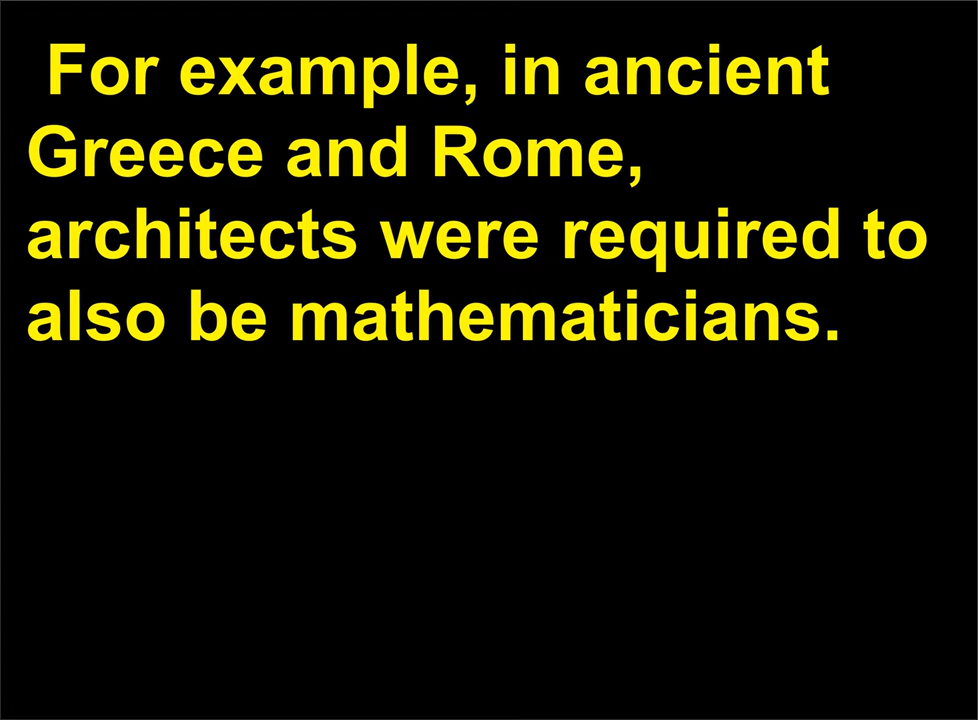 For example, in ancient
Greece and Rome,
architects were required to
also be mathematicians.